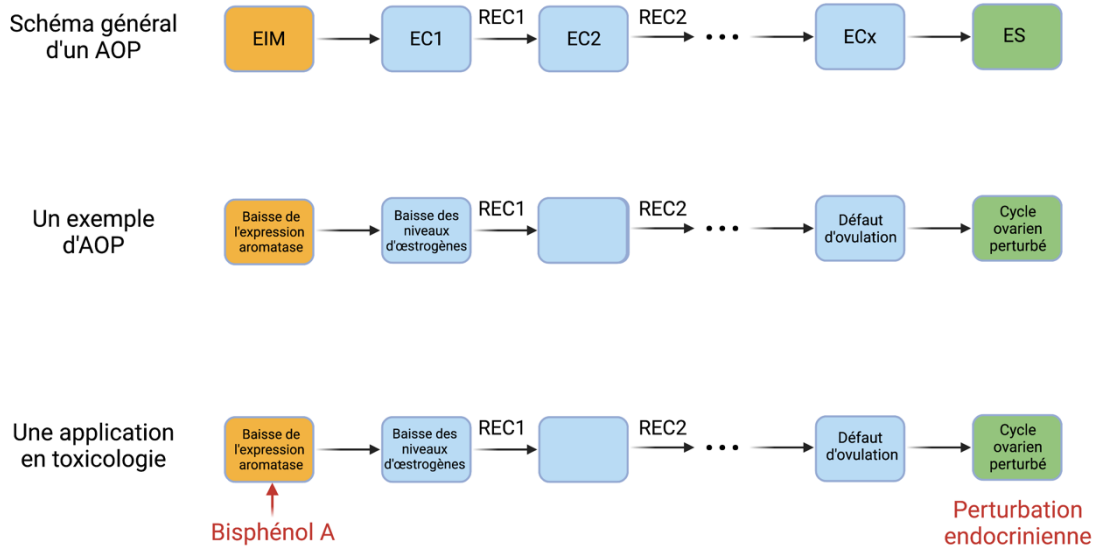 Schéma général
d'un AOP
EIM
EC1
REC1
EC2
REC2
...
ECx
ES
Un exemple
d'AOP
Baisse de
l'expression
aromatase
Baisse des
niveaux
d'œstrogènes
REC1
REC2
...
Défaut
d'ovulation
Cycle
ovarien
perturbé
Une application
en toxicologie
Baisse de
l'expression
aromatase
Baisse des
niveaux
d'œstrogènes
REC1
REC2
...
Défaut
d'ovulation
Cycle
ovarien
perturbé
Bisphénol A
Perturbation
endocrinienne